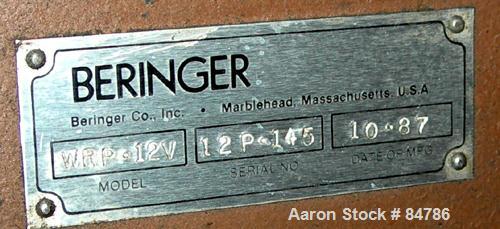 BERINGER
Beringer Co., Inc. • Marblehead, Massachusetts, U.S.A
WRP-12V 12P-145 10-87
MODEL SERIAL NO DATE OF MFG
Aaron Stock # 84786